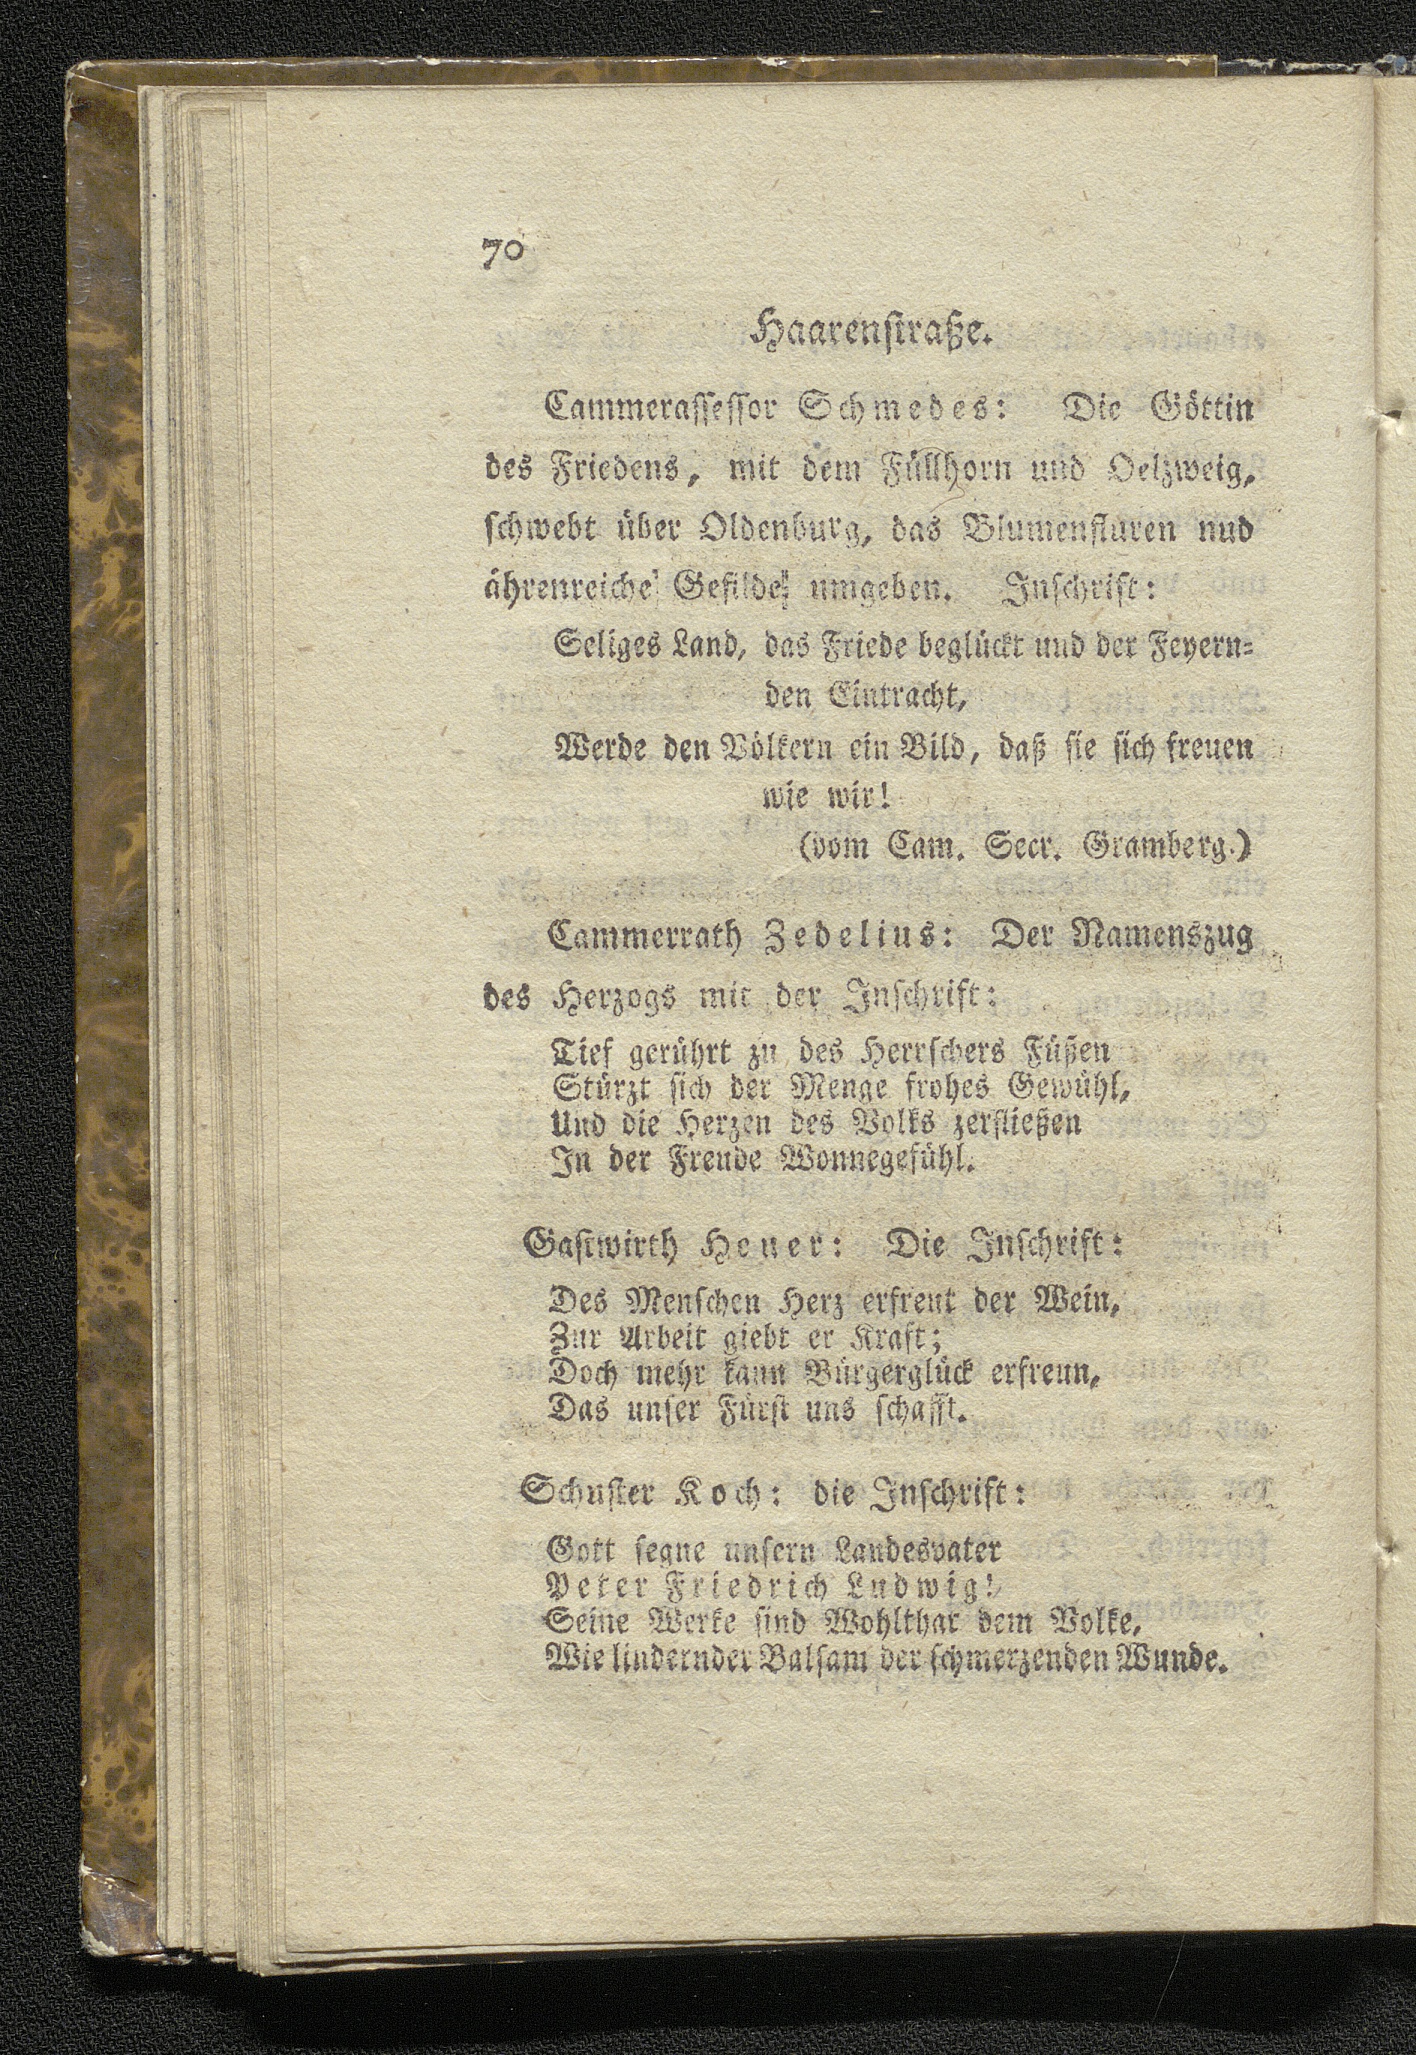 70
Haarenstraße.
Cammerassessor Schmedes: Die Göttin
des Friedens, mit dem Füllhorn und Oelzweig,
schwebt über Oldenburg, das Blumenfluren nud
ährenreiche Gefilde umgeben. Inschrift:
Seliges Land, das Friede beglückt und der Feyern-
den Eintracht,
Werde den Völkern ein Bild, daß sie sich freuen
wie wir!
(vom Cam. Secr. Gramberg.)
Cammerrath Zedelius: Der Namenszug
des Herzogs mit der Inschrift:
Tief gerührt zu des Herrschers Füßen
Stürzt sich der Menge frohes Gewühl,
Und die Herzen des Volks zerfließen
In der Freude Wonnegefühl.
Gastwirth Heuer: Die Inschrift:
Des Menschen Herz erfreut der Wein,
Zur Arbeit giebt er Kraft;
Doch mehr kann Bürgerglück erfreun,
Das unser Fürst uns schafft.
Schuster Koch: die Inschrift:
Gott segne unsern Landesvater
Peter Friedrich Ludwig!
Seine Werke sind Wohlthat dem Volke,
Wie lindernder Balsam der schmerzenden Wunde.